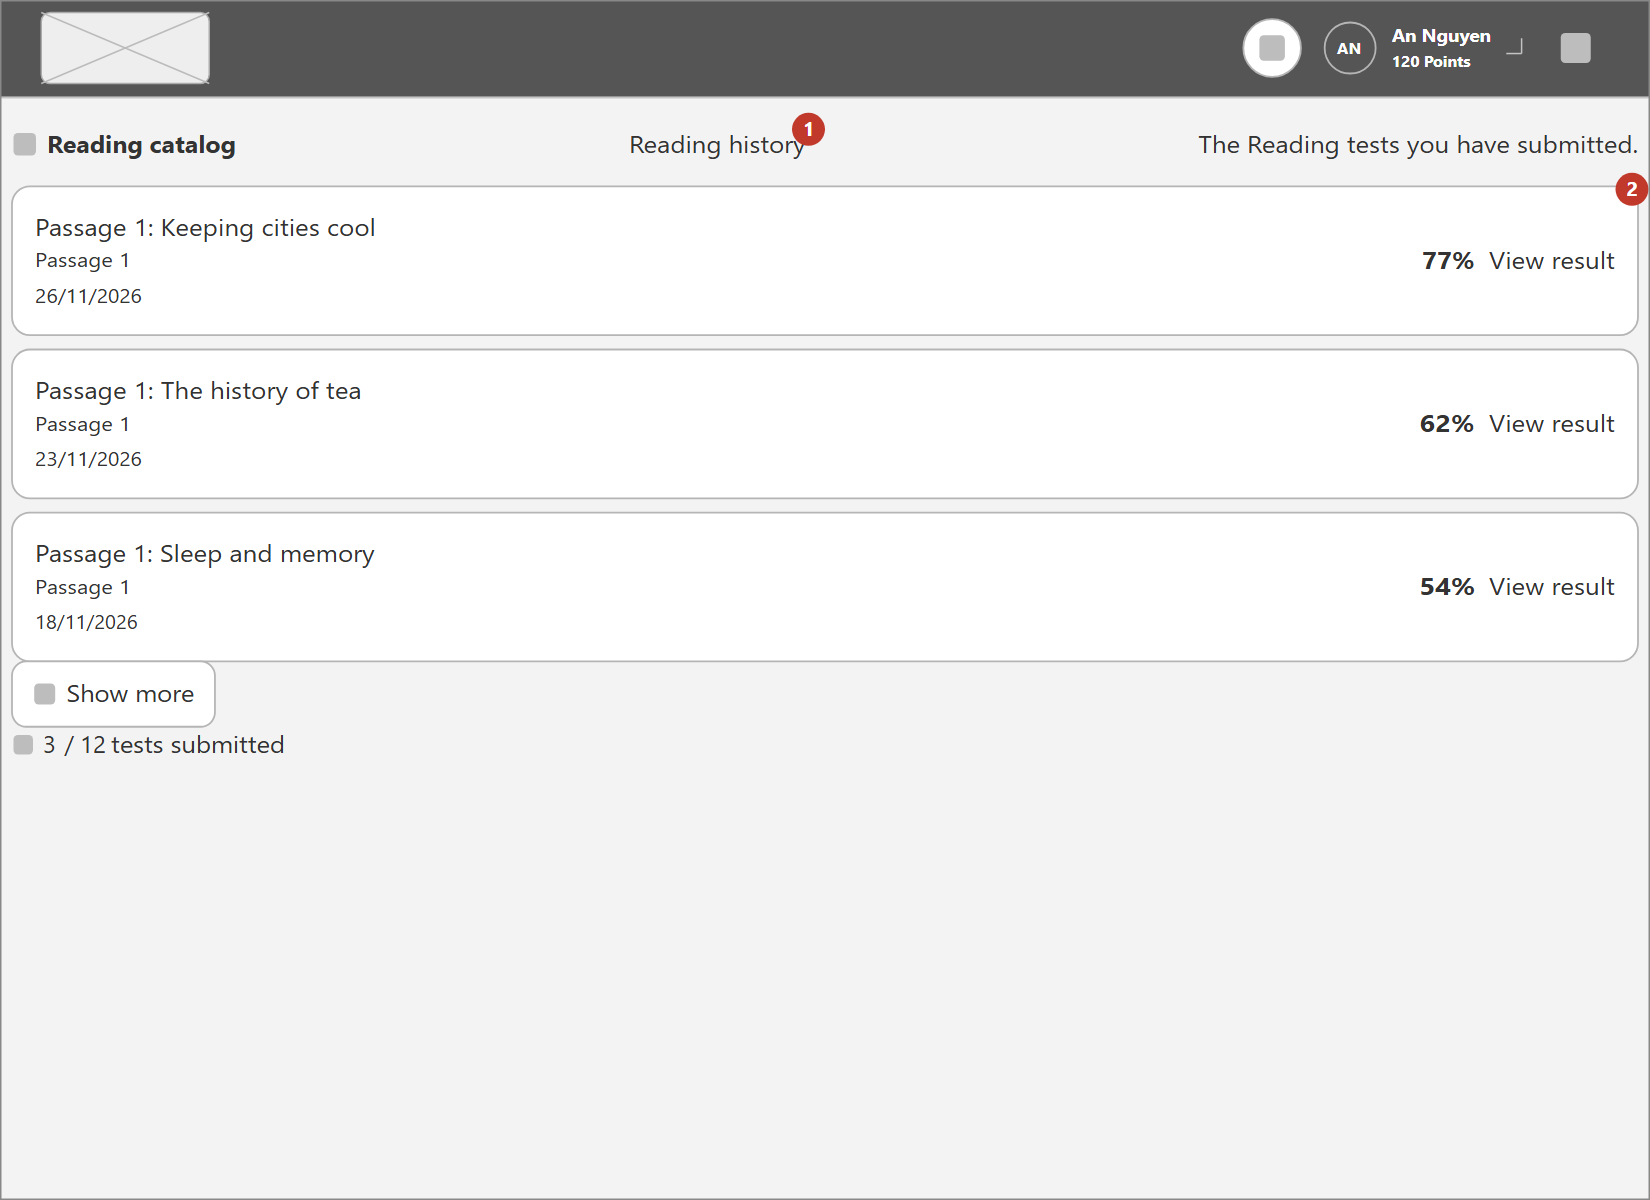 AN
An Nguyen
120 Points
Reading catalog
Reading history
1
The Reading tests you have submitted.
2
Passage 1: Keeping cities cool
Passage 1
26/11/2026
77% View result
Passage 1: The history of tea
Passage 1
23/11/2026
62% View result
Passage 1: Sleep and memory
Passage 1
18/11/2026
54% View result
Show more
3 / 12 tests submitted